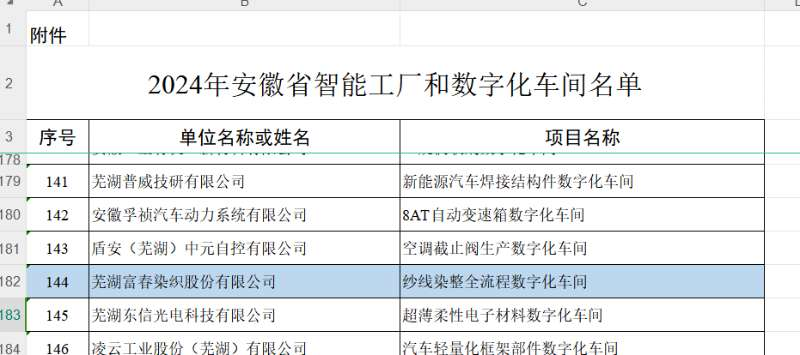 A B C
1 附件
2 2024年安徽省智能工厂和数字化车间名单
3 序号 单位名称或姓名 项目名称
178
179 141 芜湖普威技研有限公司 新能源汽车焊接结构件数字化车间
180 142 安徽孚祯汽车动力系统有限公司 8AT自动变速箱数字化车间
181 143 盾安（芜湖）中元自控有限公司 空调截止阀生产数字化车间
182 144 芜湖富春染织股份有限公司 纱线染整全流程数字化车间
183 145 芜湖东信光电科技有限公司 超薄柔性电子材料数字化车间
184 146 凌云工业股份（芜湖）有限公司 汽车轻量化框架部件数字化车间